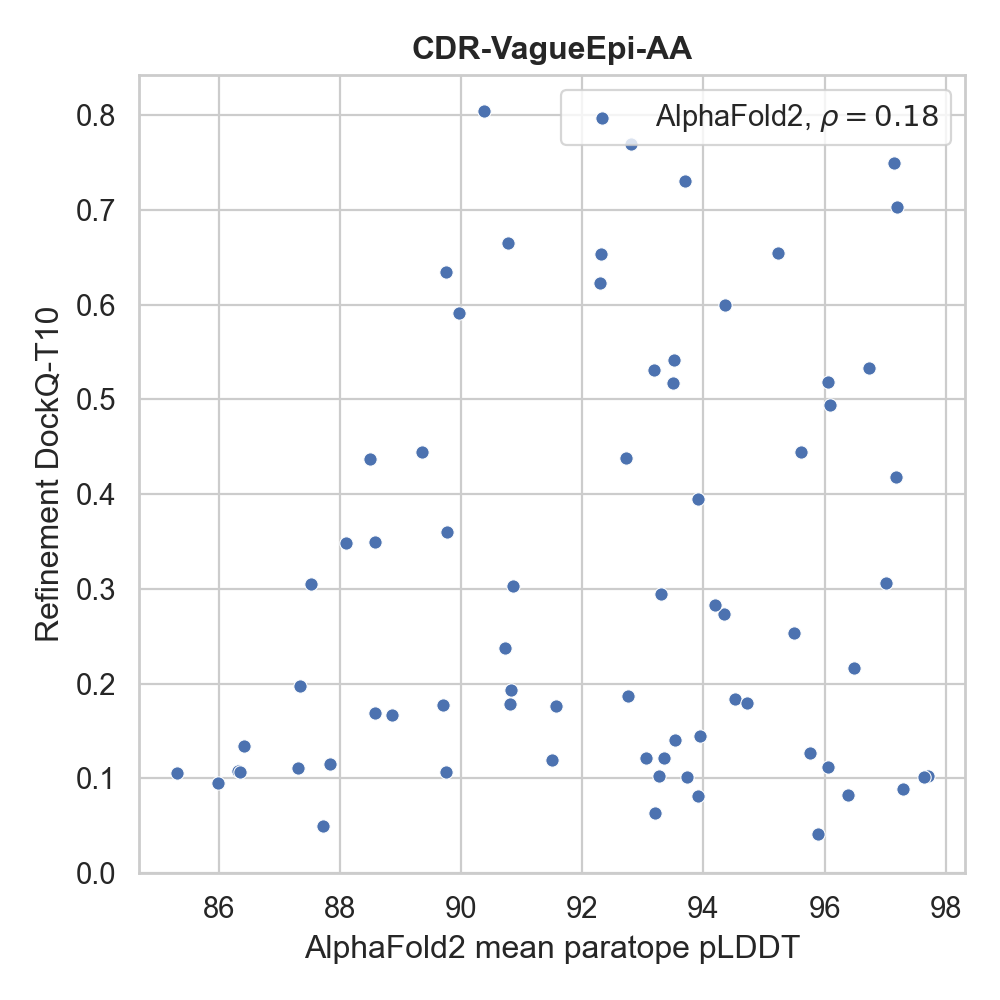 CDR-VagueEpi-AA
AlphaFold2, ρ = 0.18
Refinement DockQ-T10
0.8
0.7
0.6
0.5
0.4
0.3
0.2
0.1
0.0
86 88 90 92 94 96 98
AlphaFold2 mean paratope pLDDT